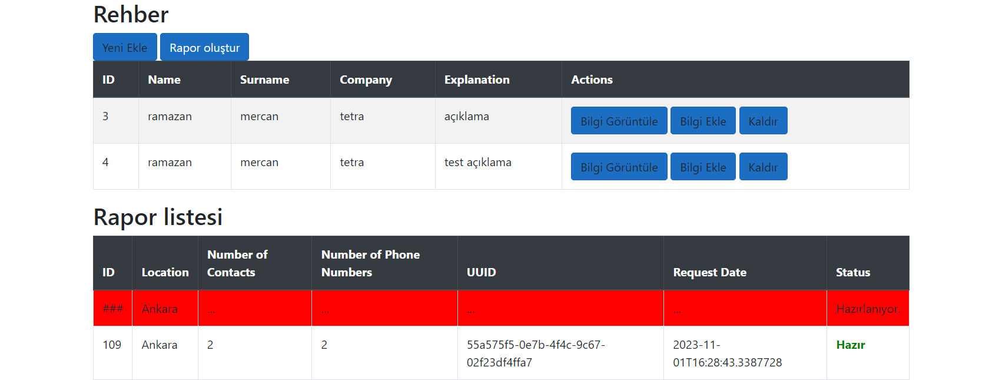 Rehber
Yeni Ekle Rapor oluştur
ID Name Surname Company Explanation Actions
3 ramazan mercan tetra açıklama Bilgi Görüntüle Bilgi Ekle Kaldır
4 ramazan mercan tetra test açıklama Bilgi Görüntüle Bilgi Ekle Kaldır
Rapor listesi
Number of Number of Phone
ID Location Contacts Numbers UUID Request Date Status
### Ankara ... ... ... ... Hazırlanıyor.
109 Ankara 2 2 55a575f5-0e7b-4f4c-9c67- 2023-11- Hazır
02f23df4ffa7 01T16:28:43.3387728